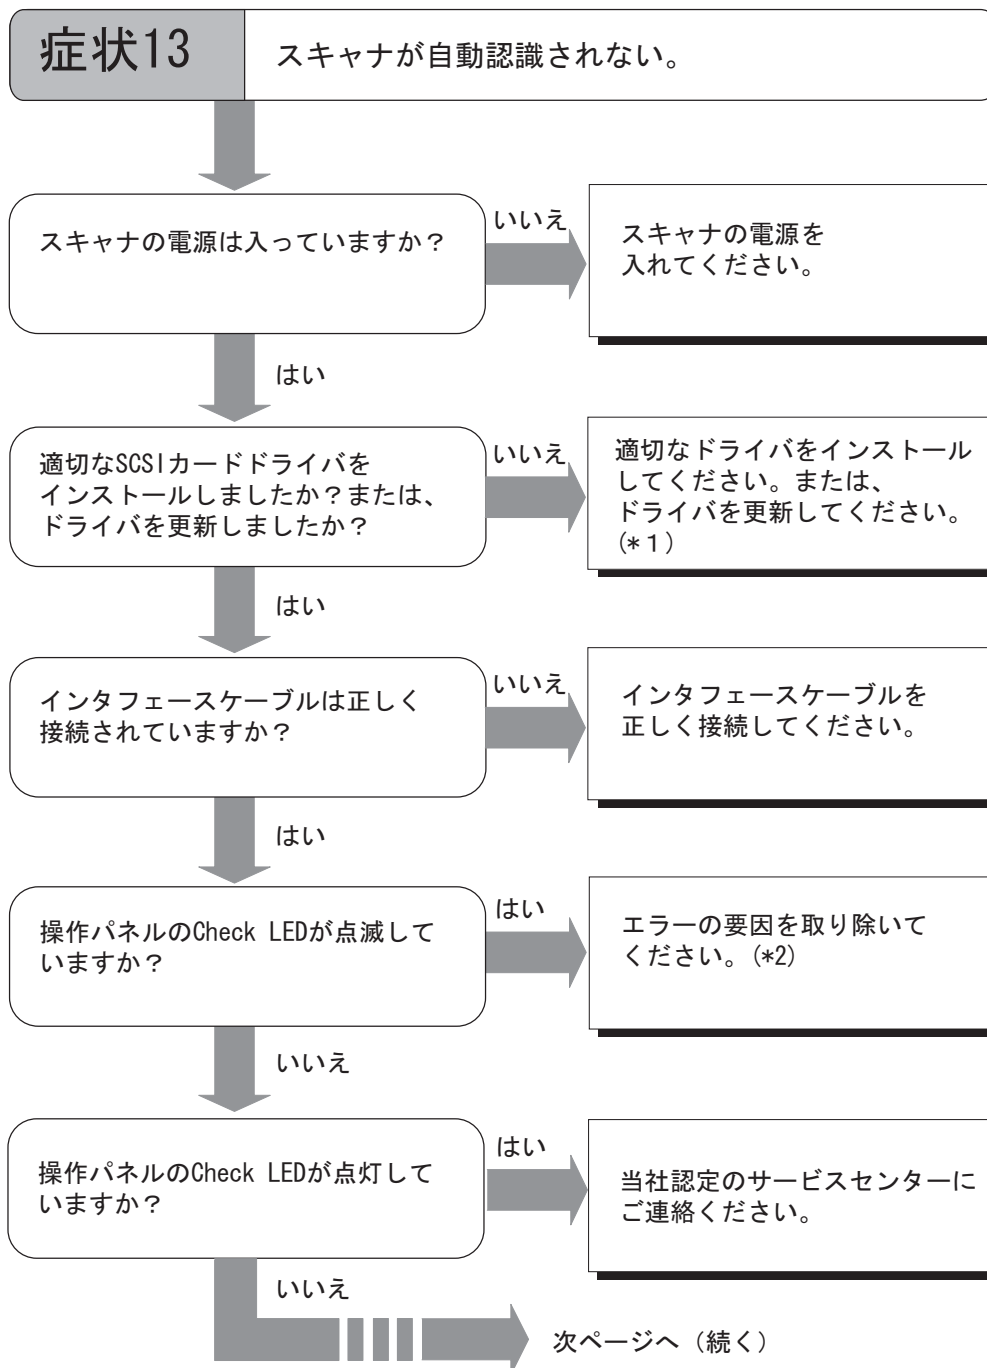 症状13
スキャナが自動認識されない。
スキャナの電源は入っていますか？
いいえ
スキャナの電源を
入れてください。
はい
適切なSCSIカードドライバを
インストールしましたか？または、
ドライバを更新しましたか？
いいえ
適切なドライバをインストール
してください。または、
ドライバを更新してください。
(*１)
はい
インタフェースケーブルは正しく
接続されていますか？
いいえ
インタフェースケーブルを
正しく接続してください。
はい
操作パネルのCheck LEDが点滅して
いますか？
はい
エラーの要因を取り除いて
ください。(*2)
いいえ
操作パネルのCheck LEDが点灯して
いますか？
はい
当社認定のサービスセンターに
ご連絡ください。
いいえ
次ページへ（続く）